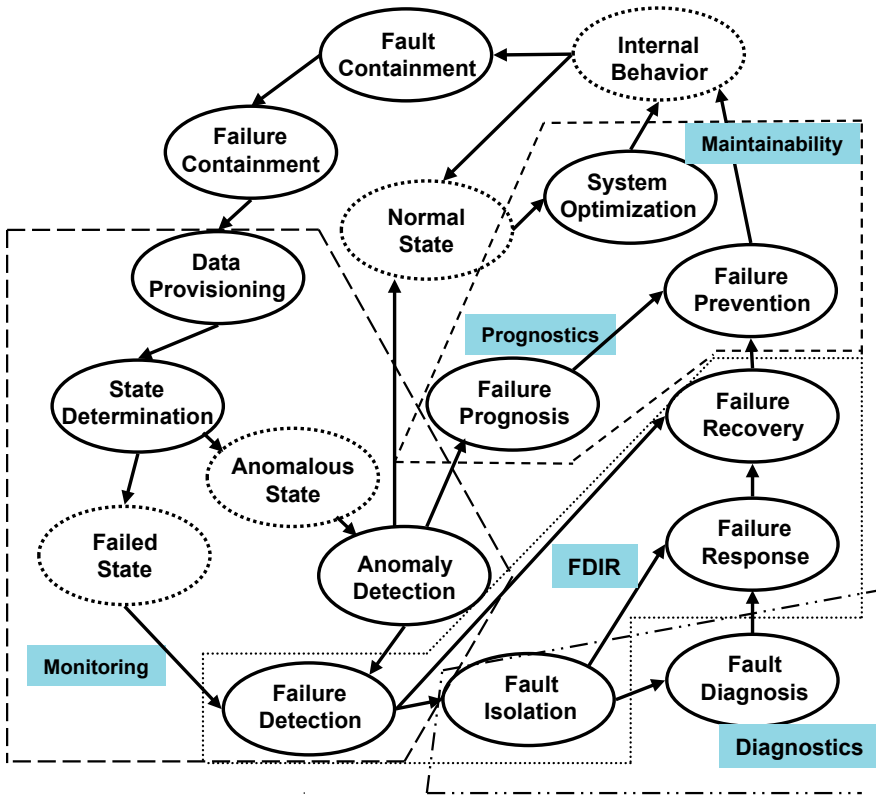 Fault
Containment
Internal
Behavior
Failure
Containment
Maintainability
System
Optimization
Normal
State
Data
Provisioning
Failure
Prevention
Prognostics
State
Determination
Failure
Prognosis
Failure
Recovery
Anomalous
State
Failed
State
Anomaly
Detection
FDIR
Failure
Response
Monitoring
Failure
Detection
Fault
Isolation
Fault
Diagnosis
Diagnostics